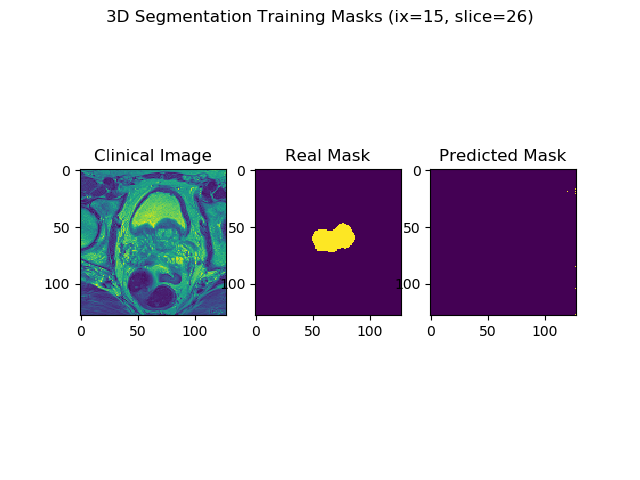 3D Segmentation Training Masks (ix=15, slice=26)
Clinical Image Real Mask Predicted Mask
0 0 0
50 50 50
100 100 100
0 50 100 0 50 100 0 50 100